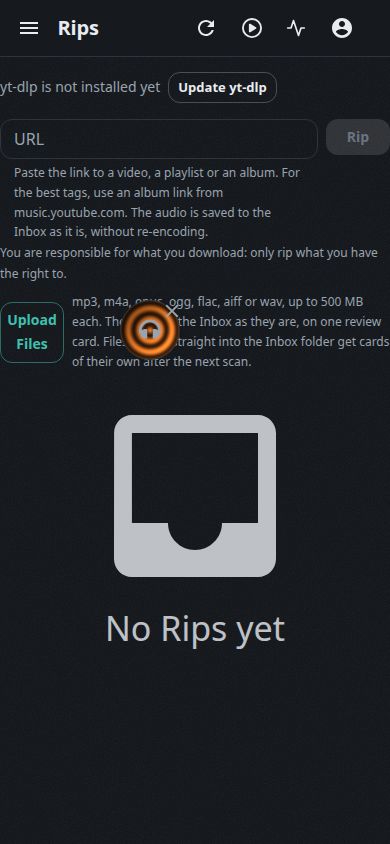 Rips
yt-dlp is not installed yet
Update yt-dlp
URL
Rip
Paste the link to a video, a playlist or an album. For
the best tags, use an album link from
music.youtube.com. The audio is saved to the
Inbox as it is, without re-encoding.
You are responsible for what you download: only rip what you have
the right to.
Upload
Files
mp3, m4a, opus, ogg, flac, aiff or wav, up to 500 MB
each. the Inbox as they are, on one review
card. Files straight into the Inbox folder get cards
of their own after the next scan.
No Rips yet